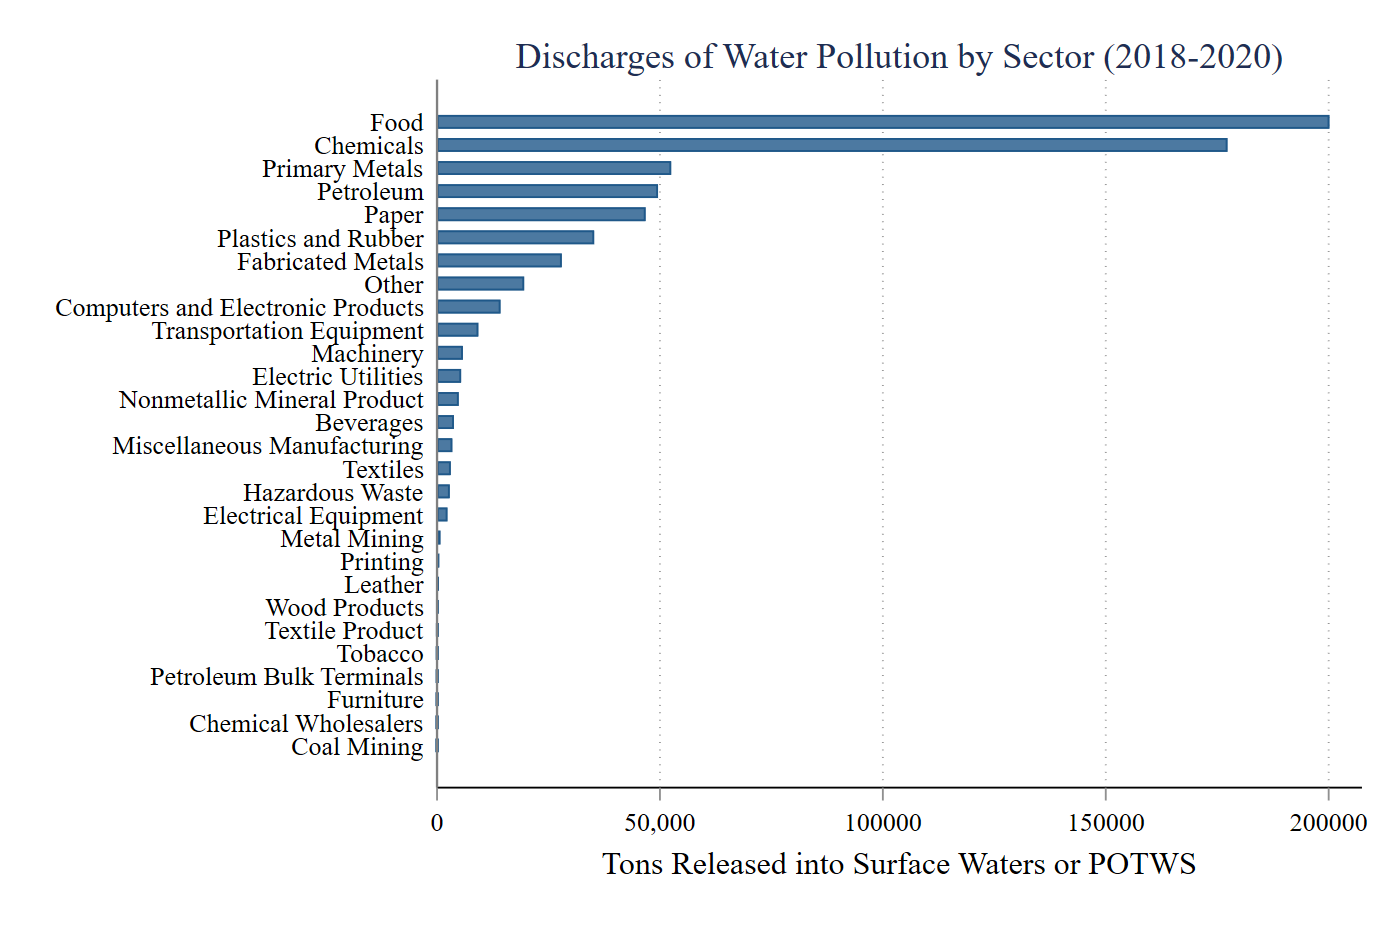 Discharges of Water Pollution by Sector (2018-2020)
Food
Chemicals
Primary Metals
Petroleum
Paper
Plastics and Rubber
Fabricated Metals
Other
Computers and Electronic Products
Transportation Equipment
Machinery
Electric Utilities
Nonmetallic Mineral Product
Beverages
Miscellaneous Manufacturing
Textiles
Hazardous Waste
Electrical Equipment
Metal Mining
Printing
Leather
Wood Products
Textile Product
Tobacco
Petroleum Bulk Terminals
Furniture
Chemical Wholesalers
Coal Mining
0 50,000 100000 150000 200000
Tons Released into Surface Waters or POTWS